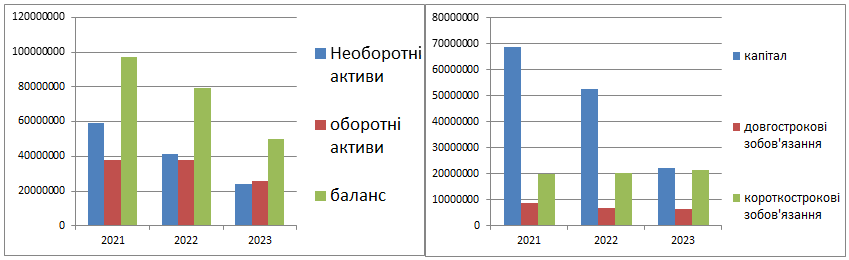 120000000
100000000
80000000
60000000
40000000
20000000
0
2021 2022 2023
Необоротні
активи
оборотні
активи
баланс
80000000
70000000
60000000
50000000
40000000
30000000
20000000
10000000
0
2021 2022 2023
капітал
довгострокові
зобов'язання
короткострокові
зобов'язання